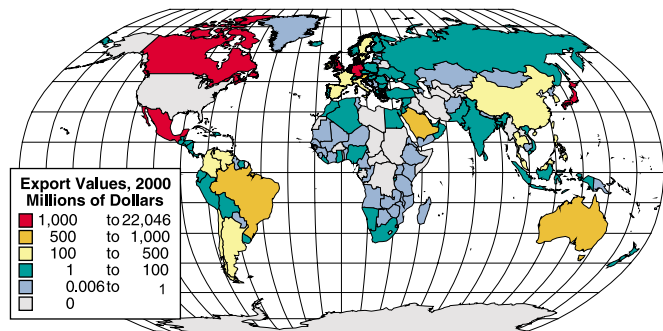 Export Values, 2000
Millions of Dollars
1,000 to 22,046
500 to 1,000
100 to 500
1 to 100
0.006 to 1
0